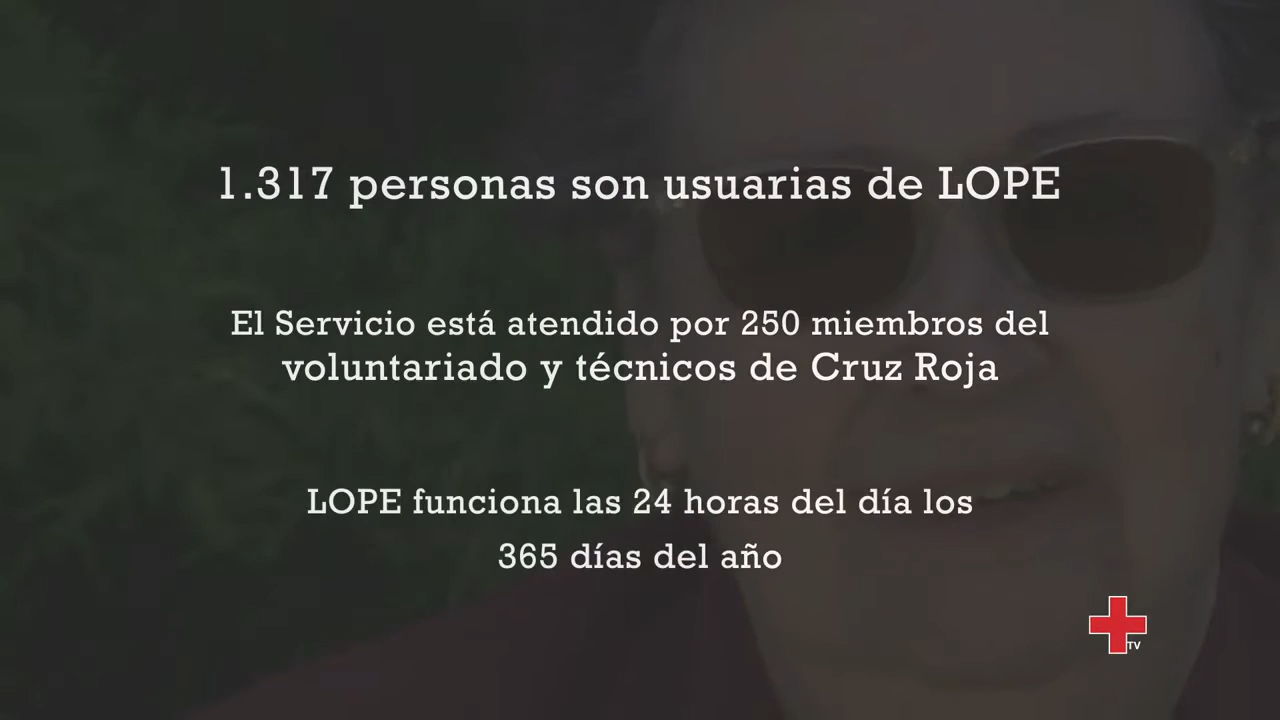 1.317 personas son usuarias de LOPE
El Servicio está atendido por 250 miembros del
voluntariado y técnicos de Cruz Roja
LOPE funciona las 24 horas del día los
365 días del año
TV